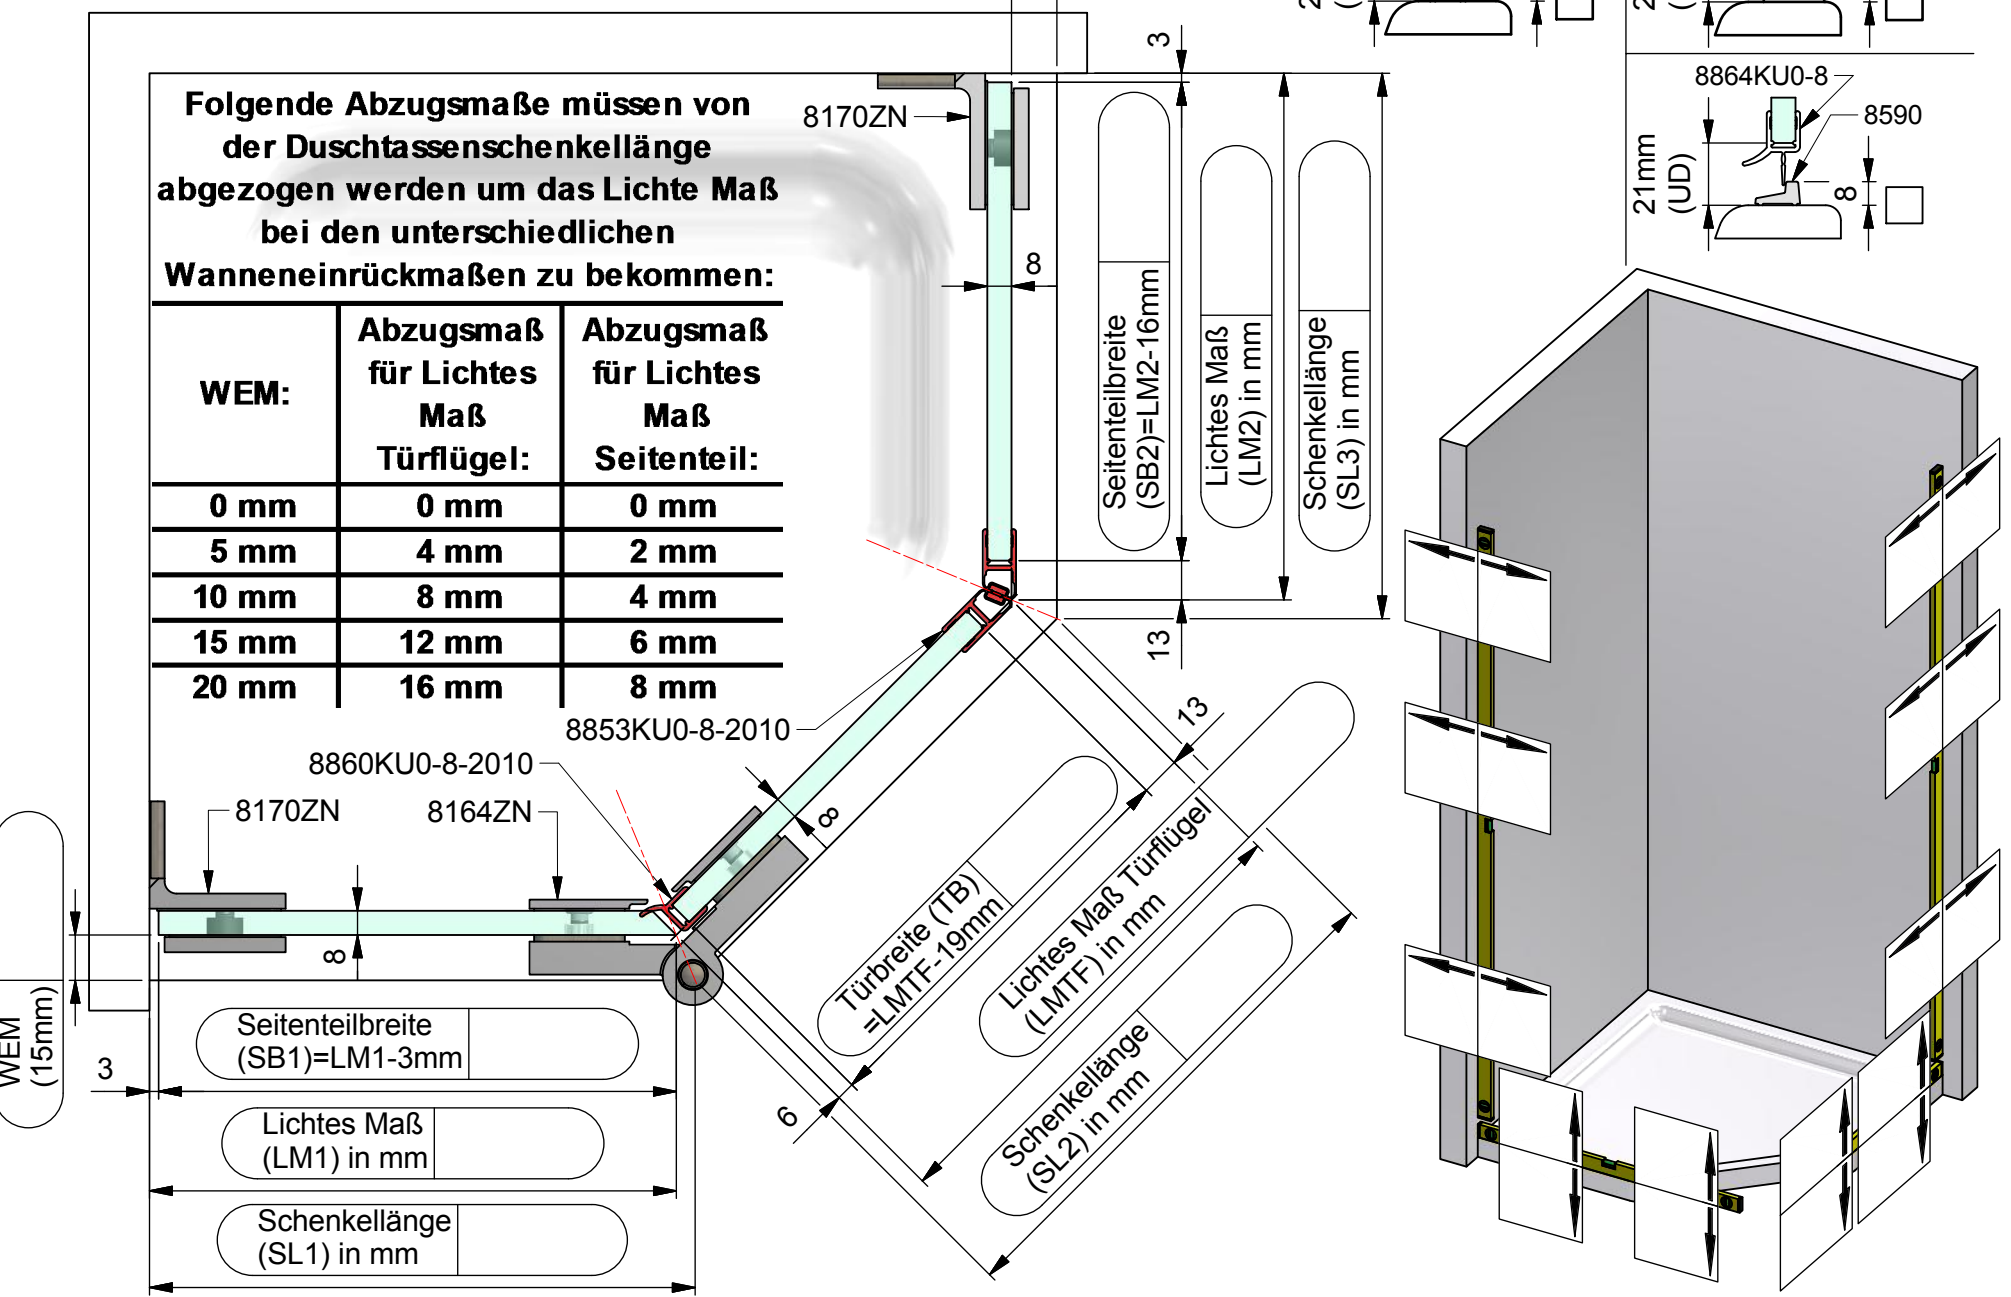 Folgende Abzugsmaße müssen von
der Duschtassenschenkellänge
abgezogen werden um das Lichte Maß
bei den unterschiedlichen
Wanneneinrückmaßen zu bekommen:
WEM:
Abzugsmaß
für Lichtes
Maß
Türflügel:
Abzugsmaß
für Lichtes
Maß
Seitenteil:
0 mm 0 mm 0 mm
5 mm 4 mm 2 mm
10 mm 8 mm 4 mm
15 mm 12 mm 6 mm
20 mm 16 mm 8 mm
8170ZN
3
8
Seitenteilbreite
(SB2)=LM2-16mm
Lichtes Maß
(LM2) in mm
Schenkellänge
(SL3) in mm
13
8864KU0-8
8590
21mm
(UD)
8
8853KU0-8-2010
8860KU0-8-2010
8170ZN
8164ZN
8
8
13
Türbreite (TB)
=LMTF-19mm
Lichtes Maß Türflügel
(LMTF) in mm
Schenkellänge
(SL2) in mm
6
WEM
(15mm)
3
Seitenteilbreite
(SB1)=LM1-3mm
Lichtes Maß
(LM1) in mm
Schenkellänge
(SL1) in mm